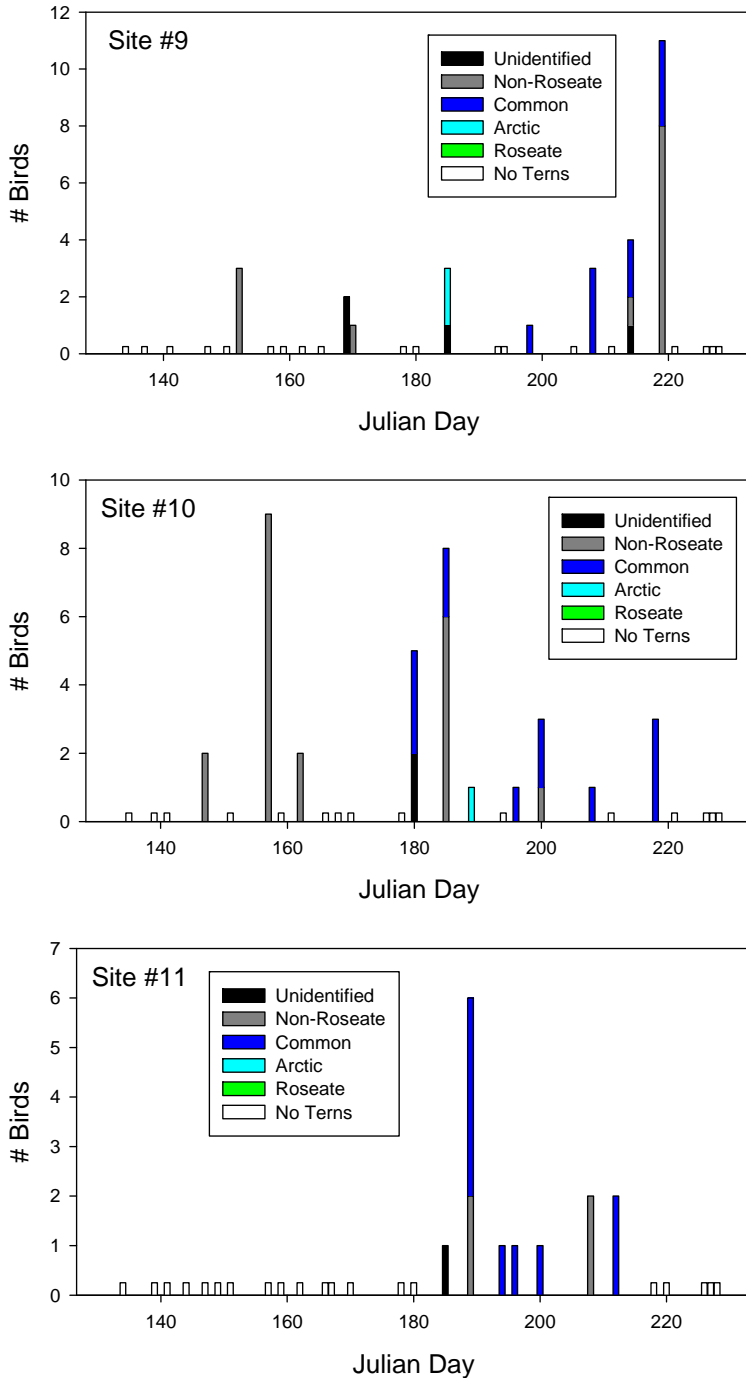 Site #9
Unidentified
Non-Roseate
Common
Arctic
Roseate
No Terns
# Birds
12
10
8
6
4
2
0
140 160 180 200 220
Julian Day
Site #10
Unidentified
Non-Roseate
Common
Arctic
Roseate
No Terns
# Birds
10
8
6
4
2
0
140 160 180 200 220
Julian Day
Site #11
Unidentified
Non-Roseate
Common
Arctic
Roseate
No Terns
# Birds
7
6
5
4
3
2
1
0
140 160 180 200 220
Julian Day